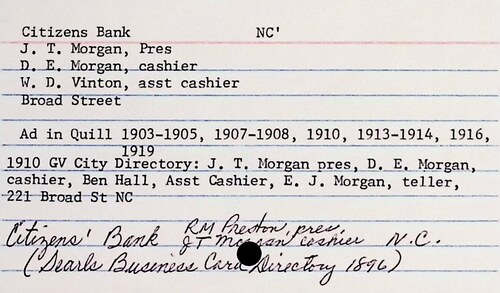 Citizens Bank NC'
J. T. Morgan, Pres
D. E. Morgan, cashier
W. D. Vinton, asst cashier
Broad Street
Ad in Quill 1903-1905, 1907-1908, 1910, 1913-1914, 1916,
1919
1910 GV City Directory: J. T. Morgan pres, D. E. Morgan,
cashier, Ben Hall, Asst Cashier, E. J. Morgan, teller,
221 Broad St NC
R M Preston, pres.
Citizens' Bank J T Morgan cashier N.C.
(Searls Business Card Directory 1896)